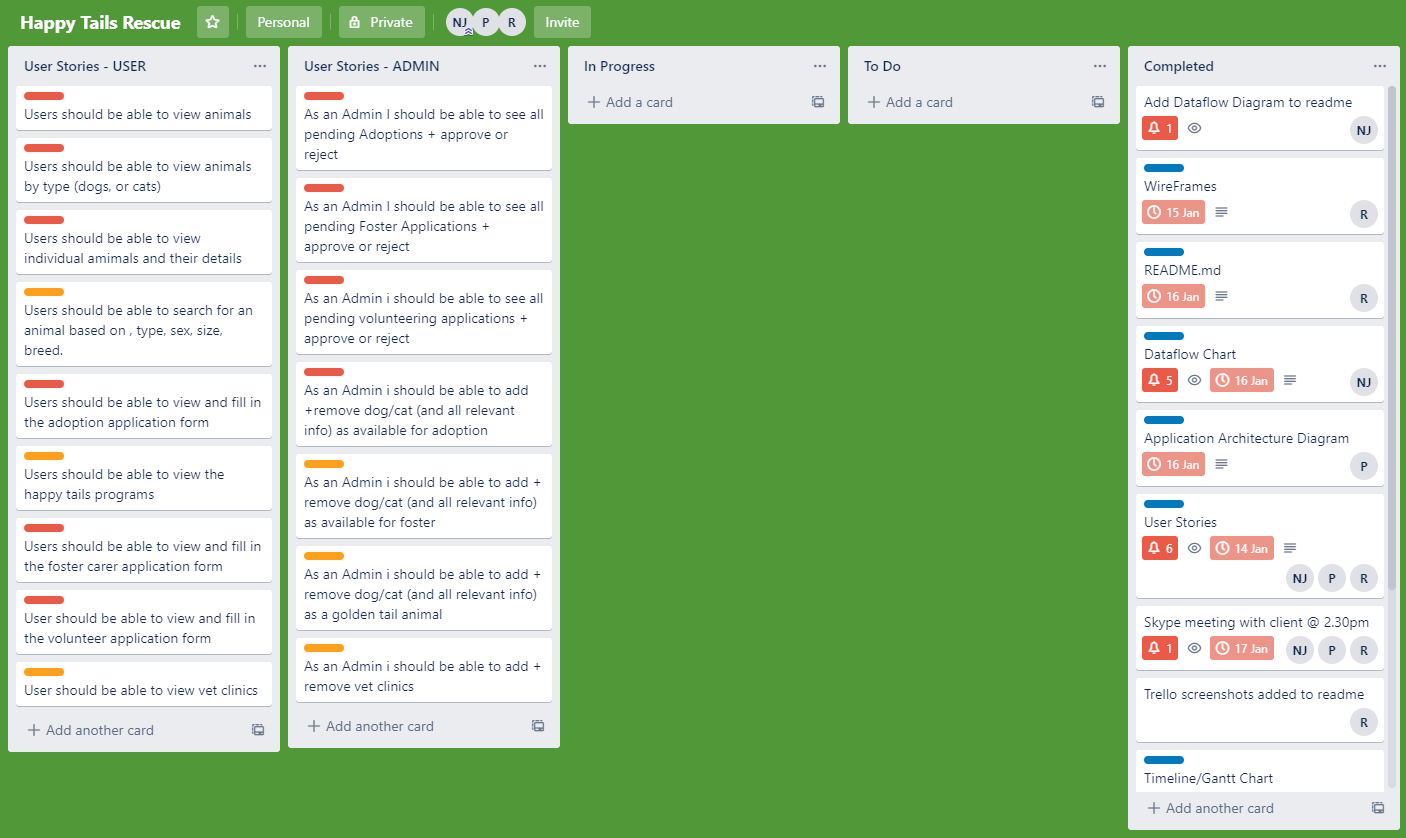 Happy Tails Rescue
Personal
Private
NJ
P
R
Invite
User Stories - USER
Users should be able to view animals
Users should be able to view animals
by type (dogs, or cats)
Users should be able to view
individual amimals and their details
Users should be able to search for an
animal based on , type, sex, size,
breed.
Users should be able to view and fill in
the adoption application form
Users should be able to view the
happy tails programs
Users should be able to view and fill in
the foster carer application form
User should be able to view and fill in
the volunteer application form
User should be able to view vet clinics
Add another card
User Stories - ADMIN
As an Admin I should be able to see all
pending Adoptions + approve or
reject
As an Admin I should be able to see all
pending Foster Applications +
approve or reject
As an Admin i should be able to see all
pending volunteering applications +
approve or reject
As an Admin i should be able to add
+remove dog/cat (and all relevant
info) as available for adoption
As an Admin i should be able to add +
remove dog/cat (and all relevant info)
as available for foster
As an Admin i should be able to add +
remove dog/cat (and all relevant info)
as a golden tail animal
As an Admin i should be able to add +
remove vet clinics
Add another card
In Progress
Add a card
To Do
Add a card
Completed
Add Dataflow Diagram to readme
1
NJ
WireFrames
15 Jan
R
README.md
16 Jan
R
Dataflow Chart
5 16 Jan
NJ
Application Architecture Diagram
16 Jan
P
User Stories
6 14 Jan
NJ P R
Skype meeting with client @ 2.30pm
1 17 Jan NJ P R
Trello screenshots added to readme
R
Timeline/Gantt Chart
Add another card